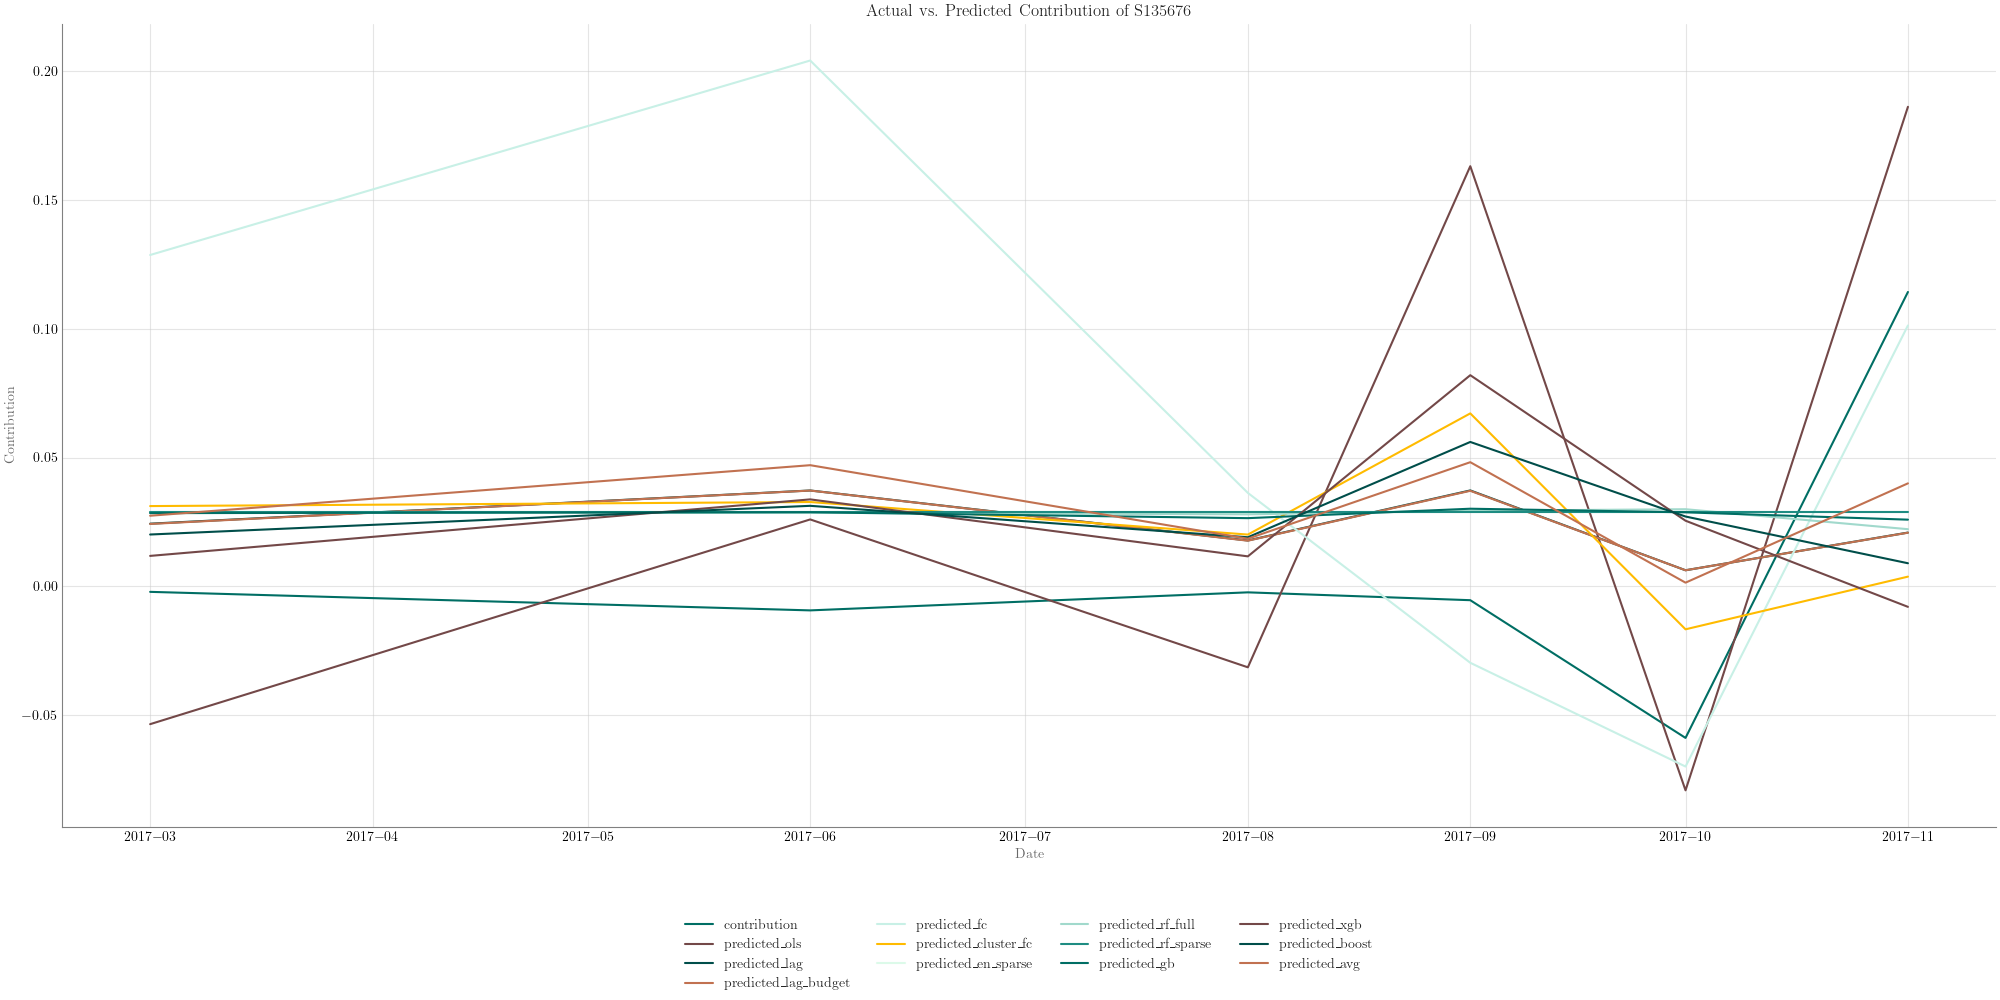 Actual vs. Predicted Contribution of S135676
0.20
0.15
0.10
0.05
0.00
−0.05
Contribution
2017−03 2017−04 2017−05 2017−06 2017−07 2017−08 2017−09 2017−10 2017−11
Date
contribution predicted_fc predicted_rf_full predicted_xgb
predicted_ols predicted_cluster_fc predicted_rf_sparse predicted_boost
predicted_lag predicted_en_sparse predicted_gb predicted_avg
predicted_lag_budget